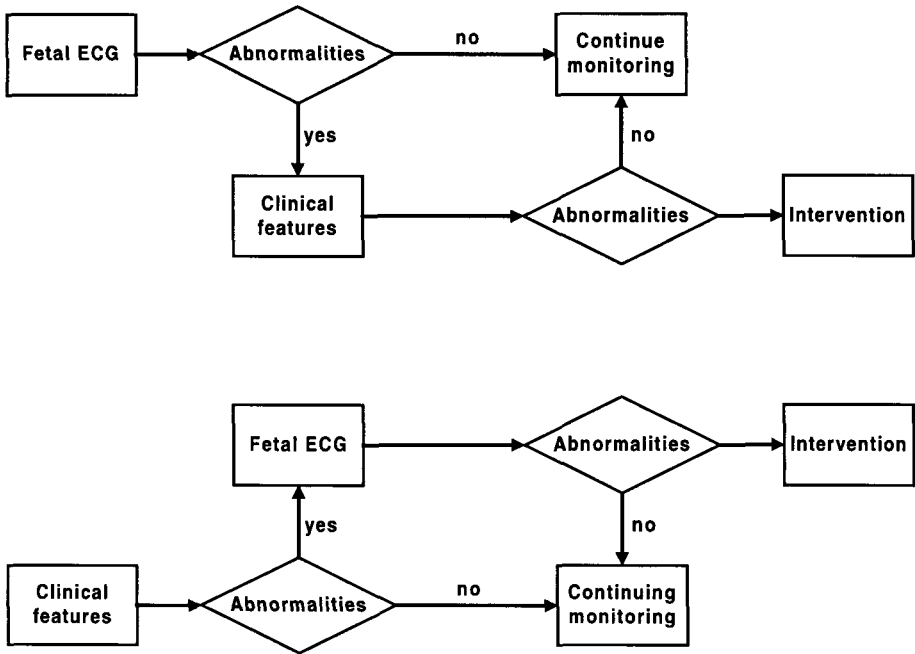 Fetal ECG
Abnormalities
no
Continue
monitoring
yes
no
Clinical
features
Abnormalities
Intervention
Fetal ECG
Abnormalities
Intervention
yes
no
Clinical
features
Abnormalities
no
Continuing
monitoring